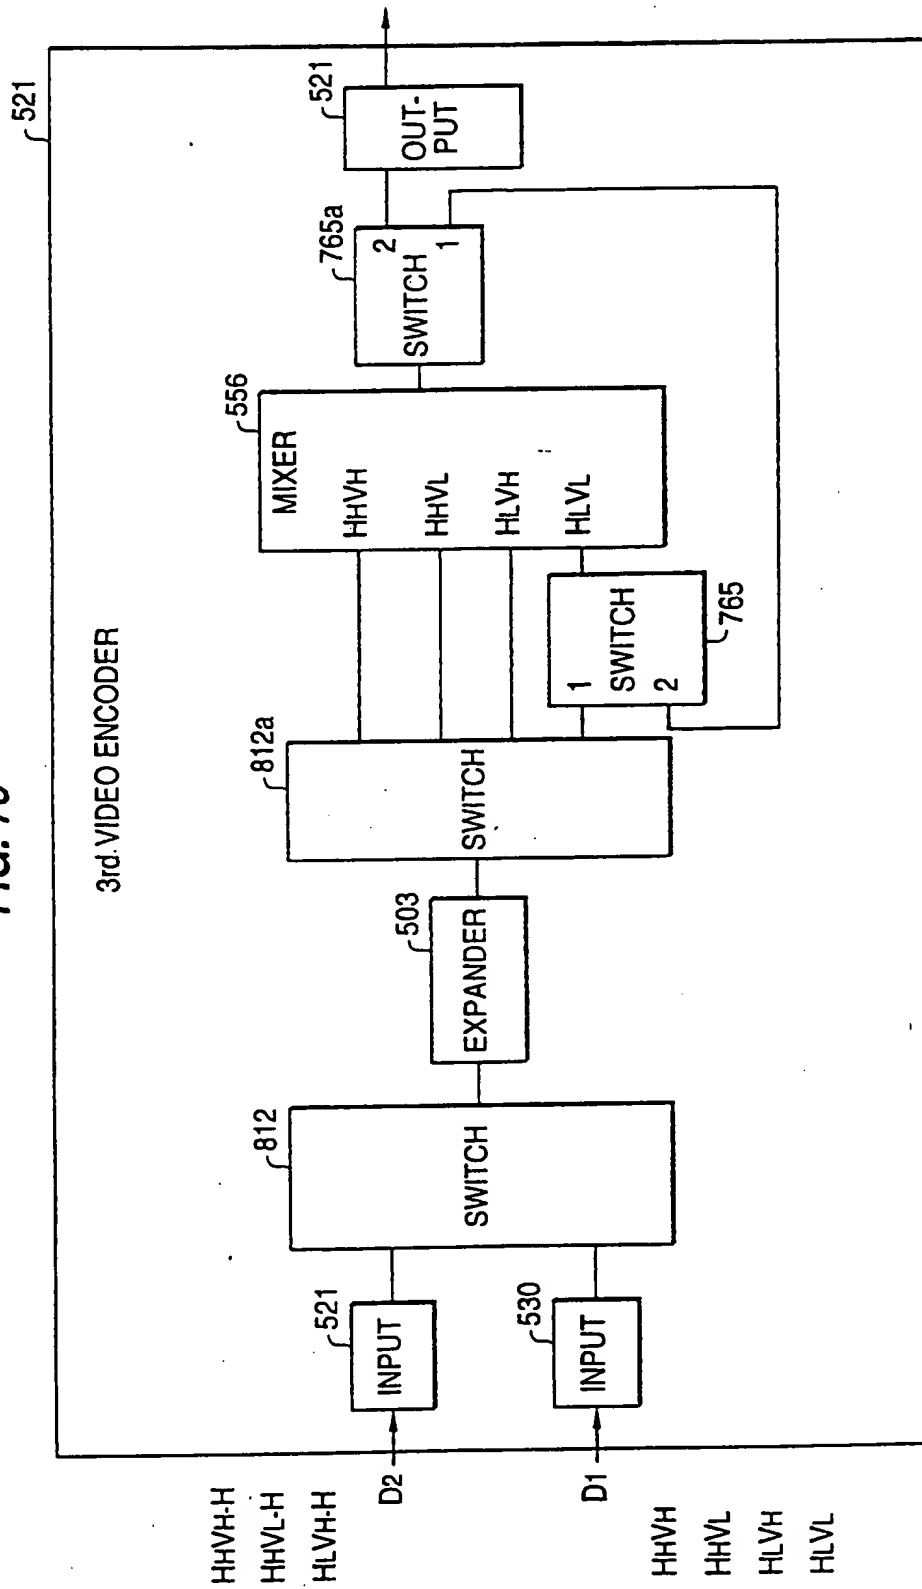 FIG.
521
3rd. VIDEO ENCODER
HHVH-H
HHVL-H
HLVH-H
D2
521
INPUT
812
SWITCH
503
EXPANDER
812a
SWITCH
556
MIXER
HHVH
HHVL
HLVH
HLVL
765a
SWITCH
2
1
521
OUT-
PUT
1
SWITCH
2
765
D1
530
INPUT
HHVH
HHVL
HLVH
HLVL